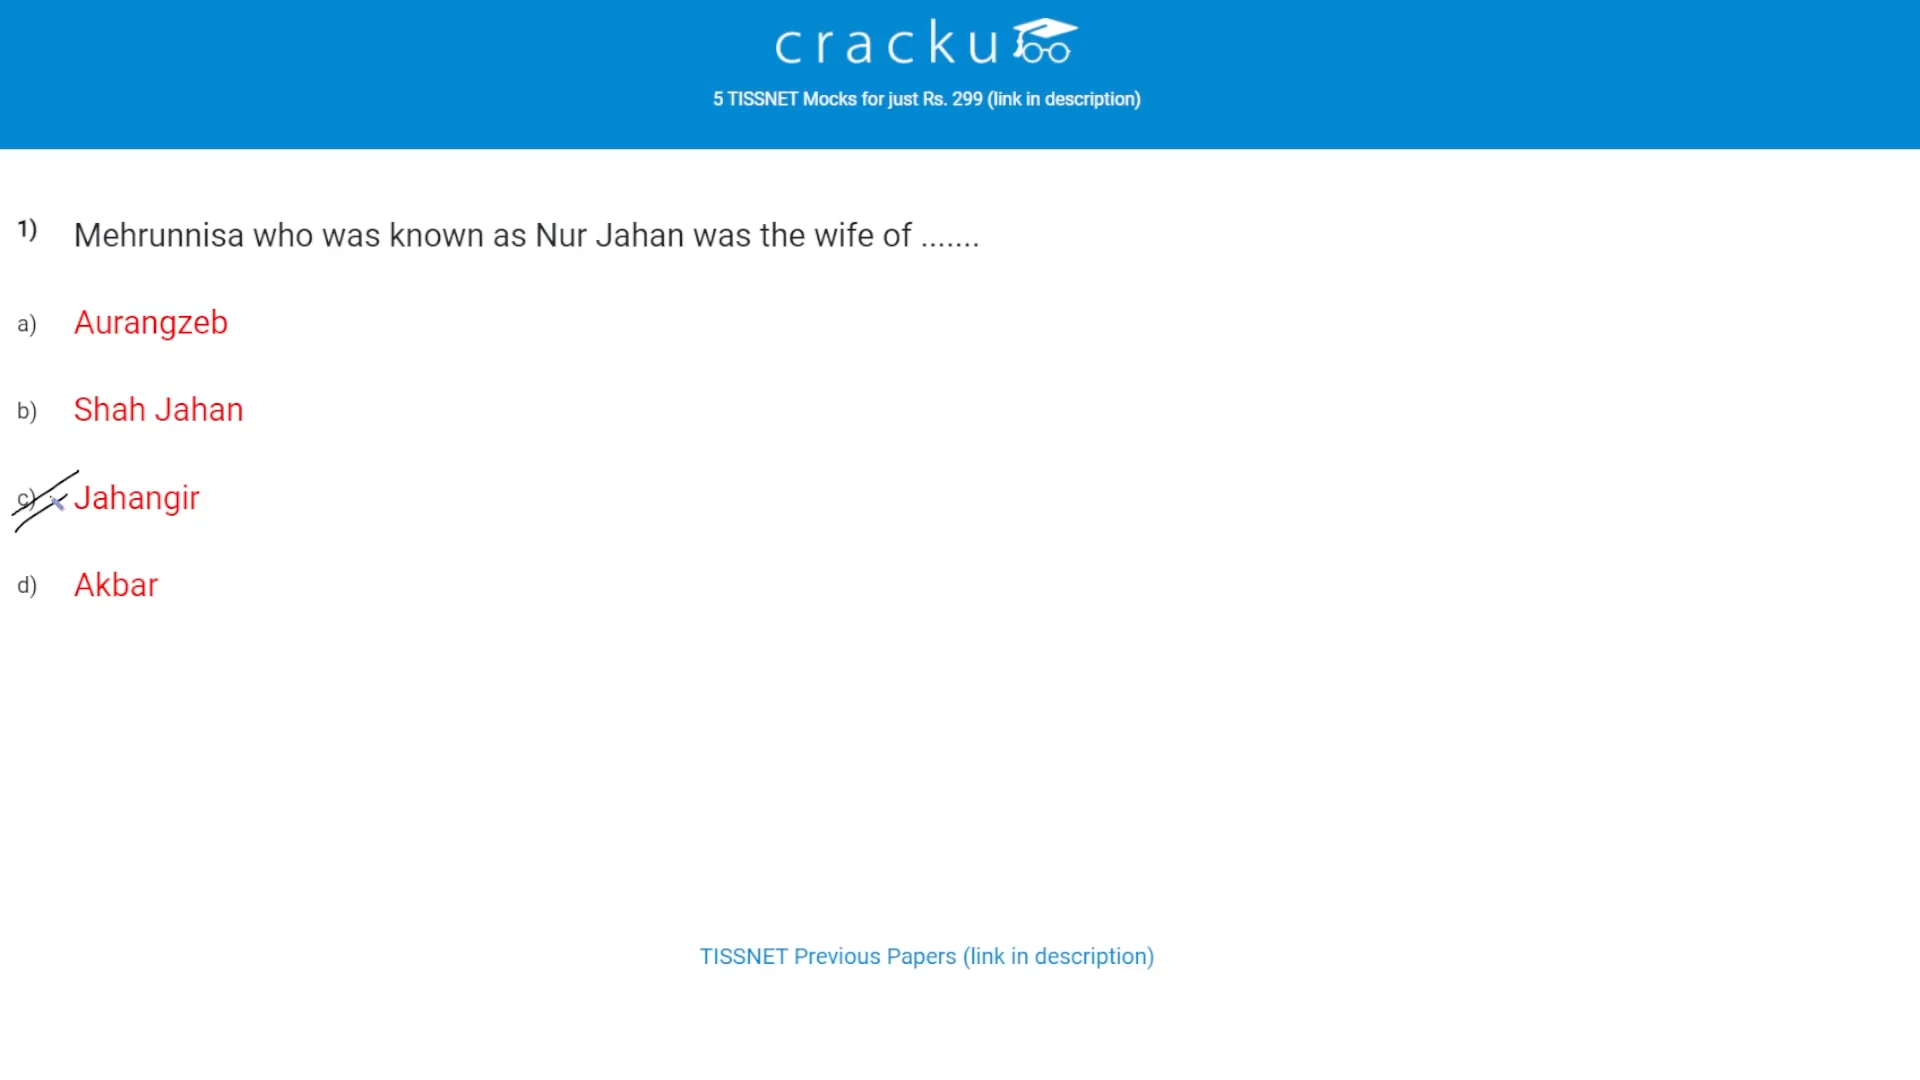 cracku
5 TISSNET Mocks for just Rs. 299 (link in description)
1) Mehrunnisa who was known as Nur Jahan was the wife of .......
a) Aurangzeb
b) Shah Jahan
c) Jahangir
d) Akbar
TISSNET Previous Papers (link in description)